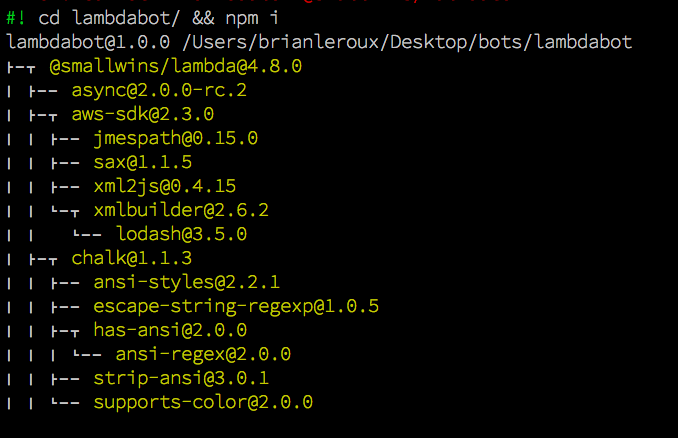 #! cd lambdabot/ && npm i
lambdabot@1.0.0 /Users/brianleroux/Desktop/bots/lambdabot
├─┬ @smallwins/lambda@4.8.0
│ ├── async@2.0.0-rc.2
│ ├─┬ aws-sdk@2.3.0
│ │ ├── jmespath@0.15.0
│ │ ├── sax@1.1.5
│ │ ├── xml2js@0.4.15
│ │ └─┬ xmlbuilder@2.6.2
│ │   └── lodash@3.5.0
│ ├─┬ chalk@1.1.3
│ │ ├── ansi-styles@2.2.1
│ │ ├── escape-string-regexp@1.0.5
│ │ ├─┬ has-ansi@2.0.0
│ │ │ └── ansi-regex@2.0.0
│ │ ├── strip-ansi@3.0.1
│ │ └── supports-color@2.0.0